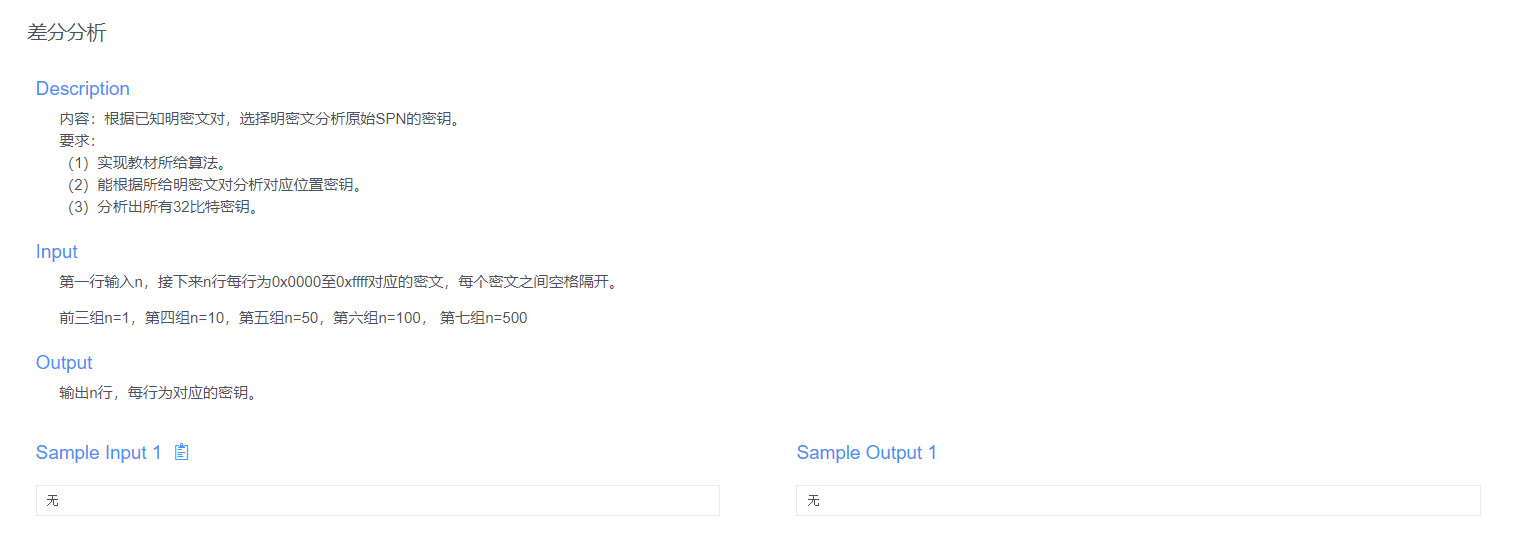 差分分析
Description
内容：根据已知明密文对，选择明密文分析原始SPN的密钥。
要求：
（1）实现教材所给算法。
（2）能根据所给明密文对分析对应位置密钥。
（3）分析出所有32比特密钥。
Input
第一行输入n，接下来n行每行为0x0000至0xffff对应的密文，每个密文之间空格隔开。
前三组n=1，第四组n=10，第五组n=50，第六组n=100， 第七组n=500
Output
输出n行，每行为对应的密钥。
Sample Input 1
无
Sample Output 1
无